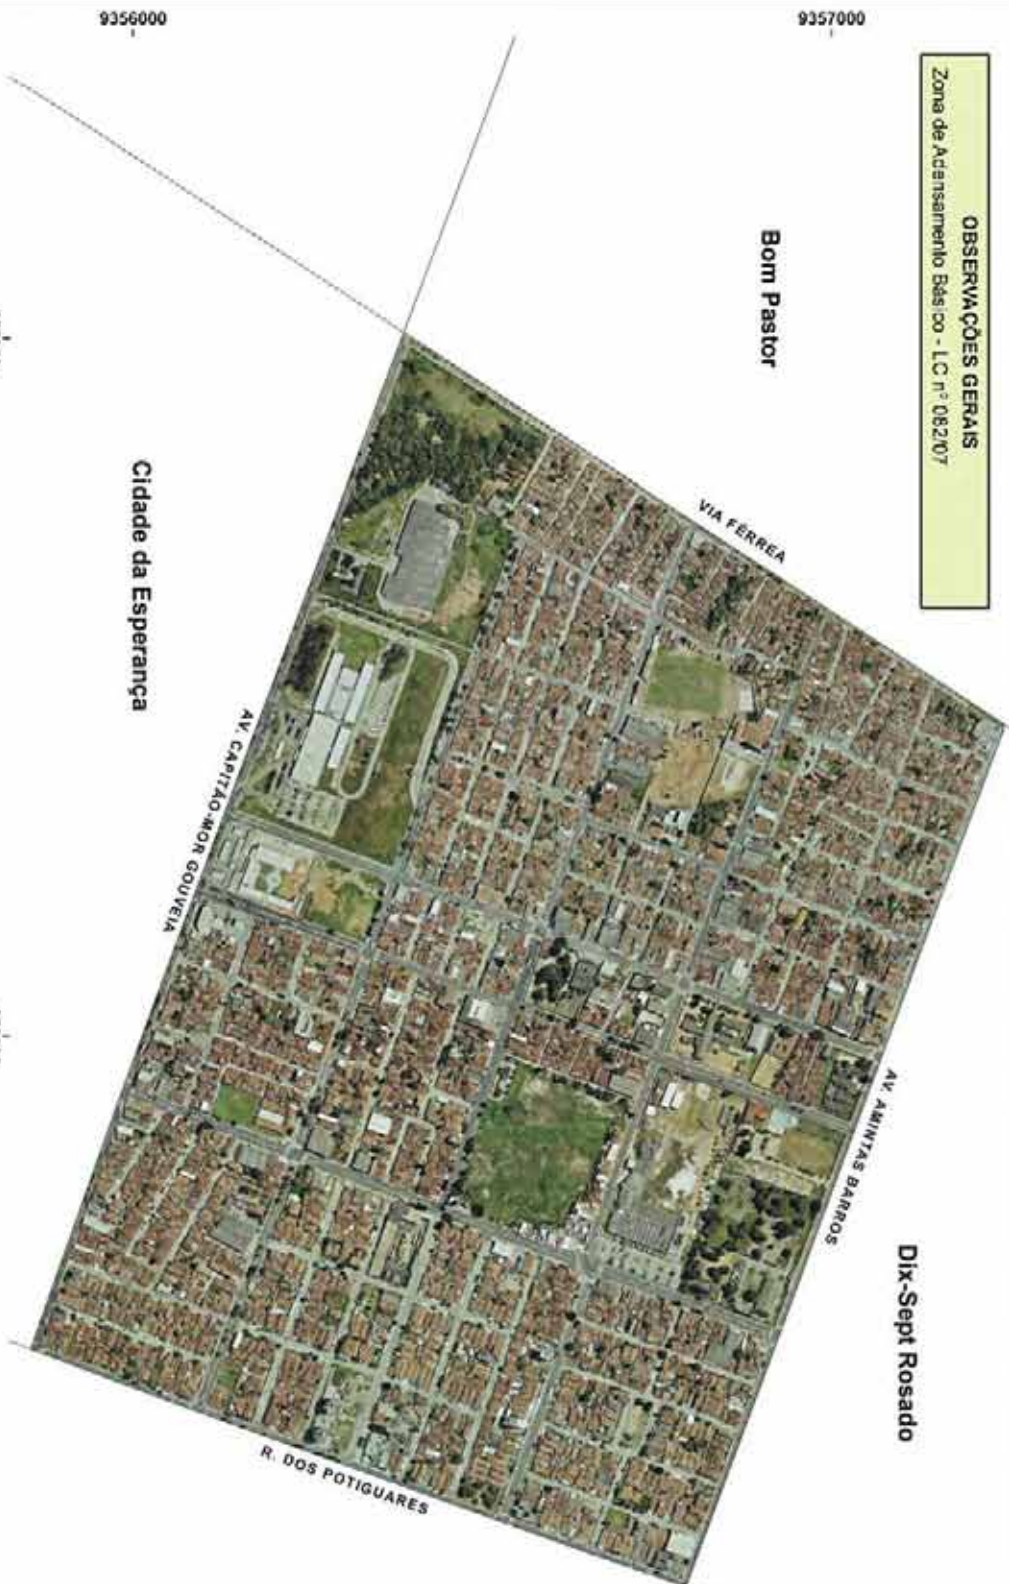 9356000
9357000
OBSERVAÇÕES GERAIS
Zona de Adensamento Básico - LC nº 082/07
Bom Pastor
VIA FÉRREA
Cidade da Esperança
AV. CAPITÃO-MOR GOUVEIA
AV. AMINTAS BARROS
Dix-Sept Rosado
R. DOS POTIGUARES